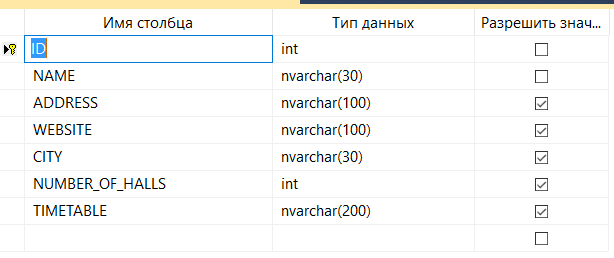 Имя столбца Тип данных Разрешить знач...
ID int
NAME nvarchar(30)
ADDRESS nvarchar(100)
WEBSITE nvarchar(100)
CITY nvarchar(30)
NUMBER_OF_HALLS int
TIMETABLE nvarchar(200)